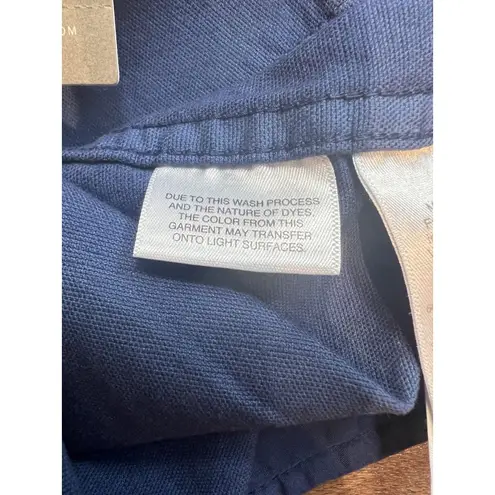 OM
DUE TO THIS WASH PROCESS
AND THE NATURE OF DYES,
THE COLOR FROM THIS
GARMENT MAY TRANSFER
ONTO LIGHT SURFACES.